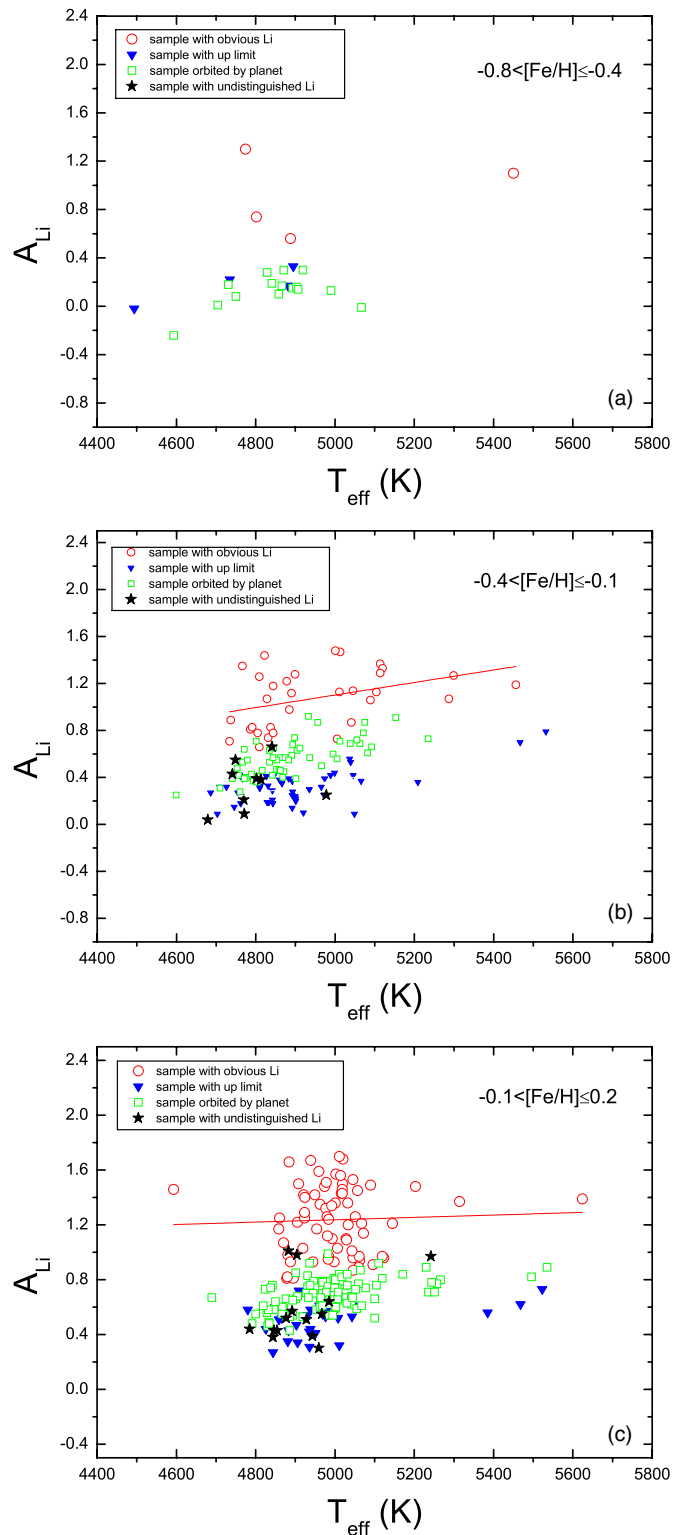 2.4
2.0
1.6
1.2
0.8
0.4
0.0
-0.4
-0.8
A_Li
sample with obvious Li
sample with up limit
sample orbited by planet
sample with undistinguished Li
-0.8<[Fe/H]≤-0.4
(a)
4400 4600 4800 5000 5200 5400 5600 5800
T_eff (K)
2.4
2.0
1.6
1.2
0.8
0.4
0.0
-0.4
-0.8
A_Li
sample with obvious Li
sample with up limit
sample orbited by planet
sample with undistinguished Li
-0.4<[Fe/H]≤-0.1
(b)
4400 4600 4800 5000 5200 5400 5600 5800
T_eff (K)
2.4
2.0
1.6
1.2
0.8
0.4
0.0
-0.4
A_Li
sample with obvious Li
sample with up limit
sample orbited by planet
sample with undistinguished Li
-0.1<[Fe/H]≤0.2
(c)
4400 4600 4800 5000 5200 5400 5600 5800
T_eff (K)